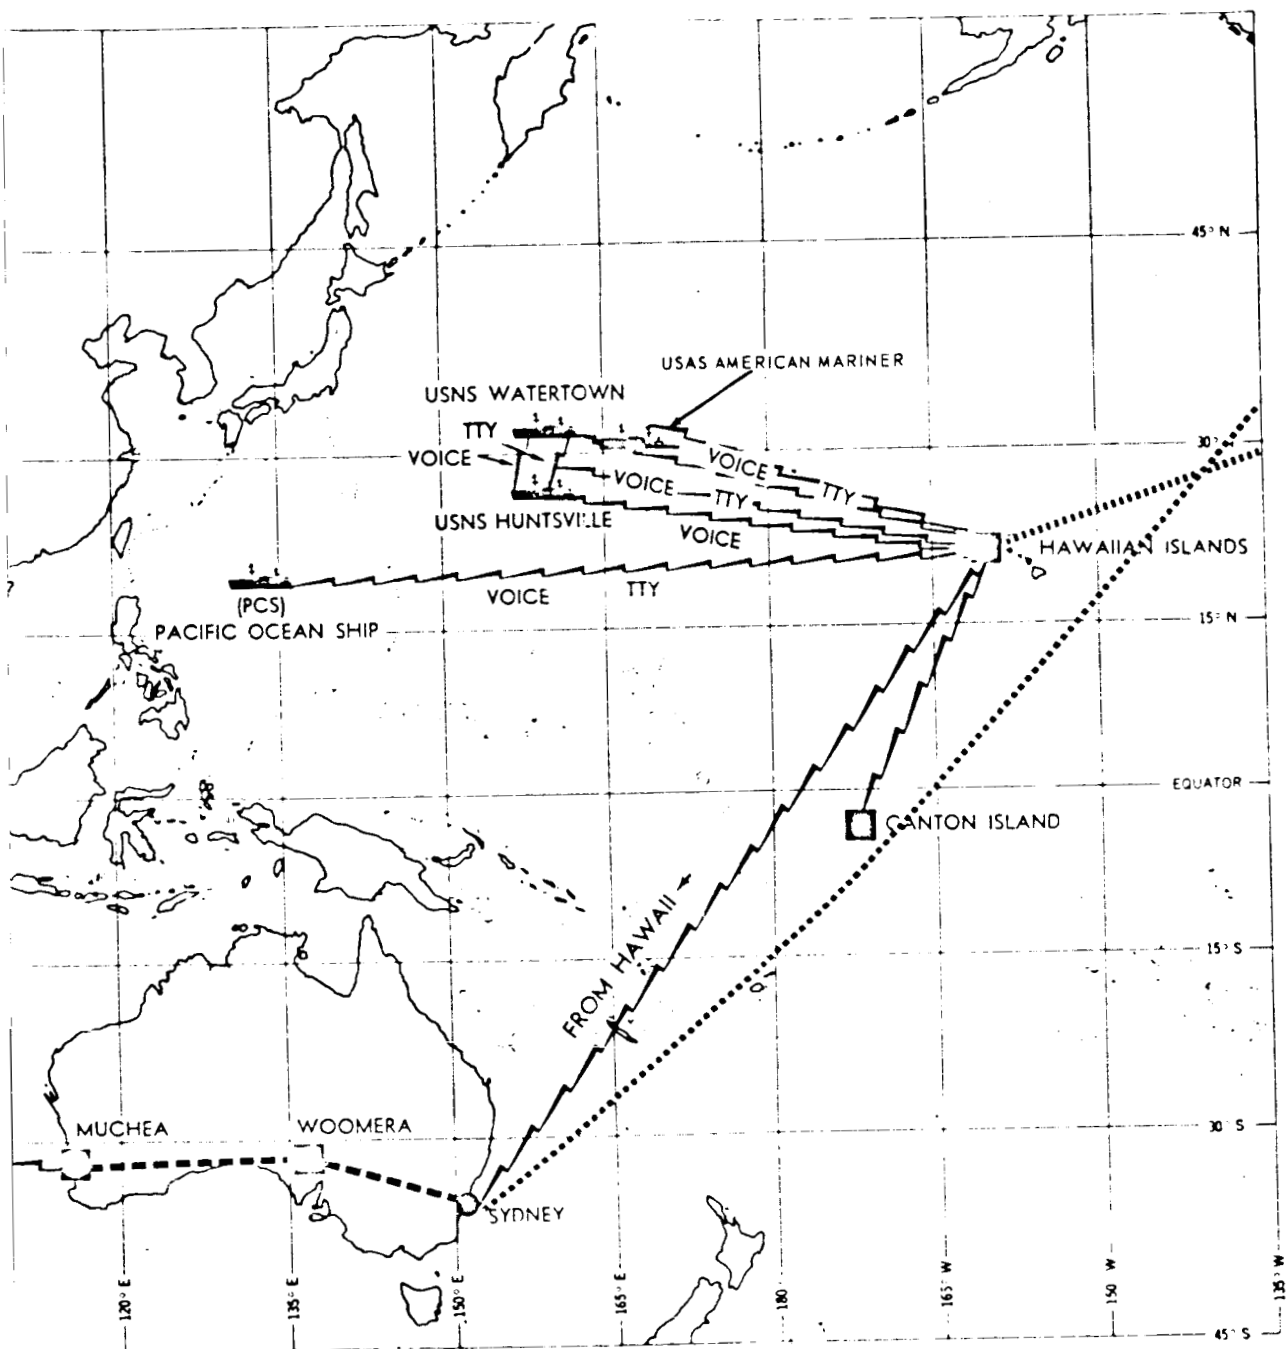 45° N
USAS AMERICAN MARINER
USNS WATERTOWN
TTY
30° N
VOICE
VOICE
VOICE
TTY
TTY
USNS HUNTSVILLE
VOICE
HAWAIIAN ISLANDS
VOICE
TTY
(PCS)
PACIFIC OCEAN SHIP
15° N
EQUATOR
CANTON ISLAND
FROM HAWAII
15° S
MUCHEA
WOOMERA
30° S
SYDNEY
120° E
135° E
150° E
165° E
180
165° W
150° W
135° W
45° S